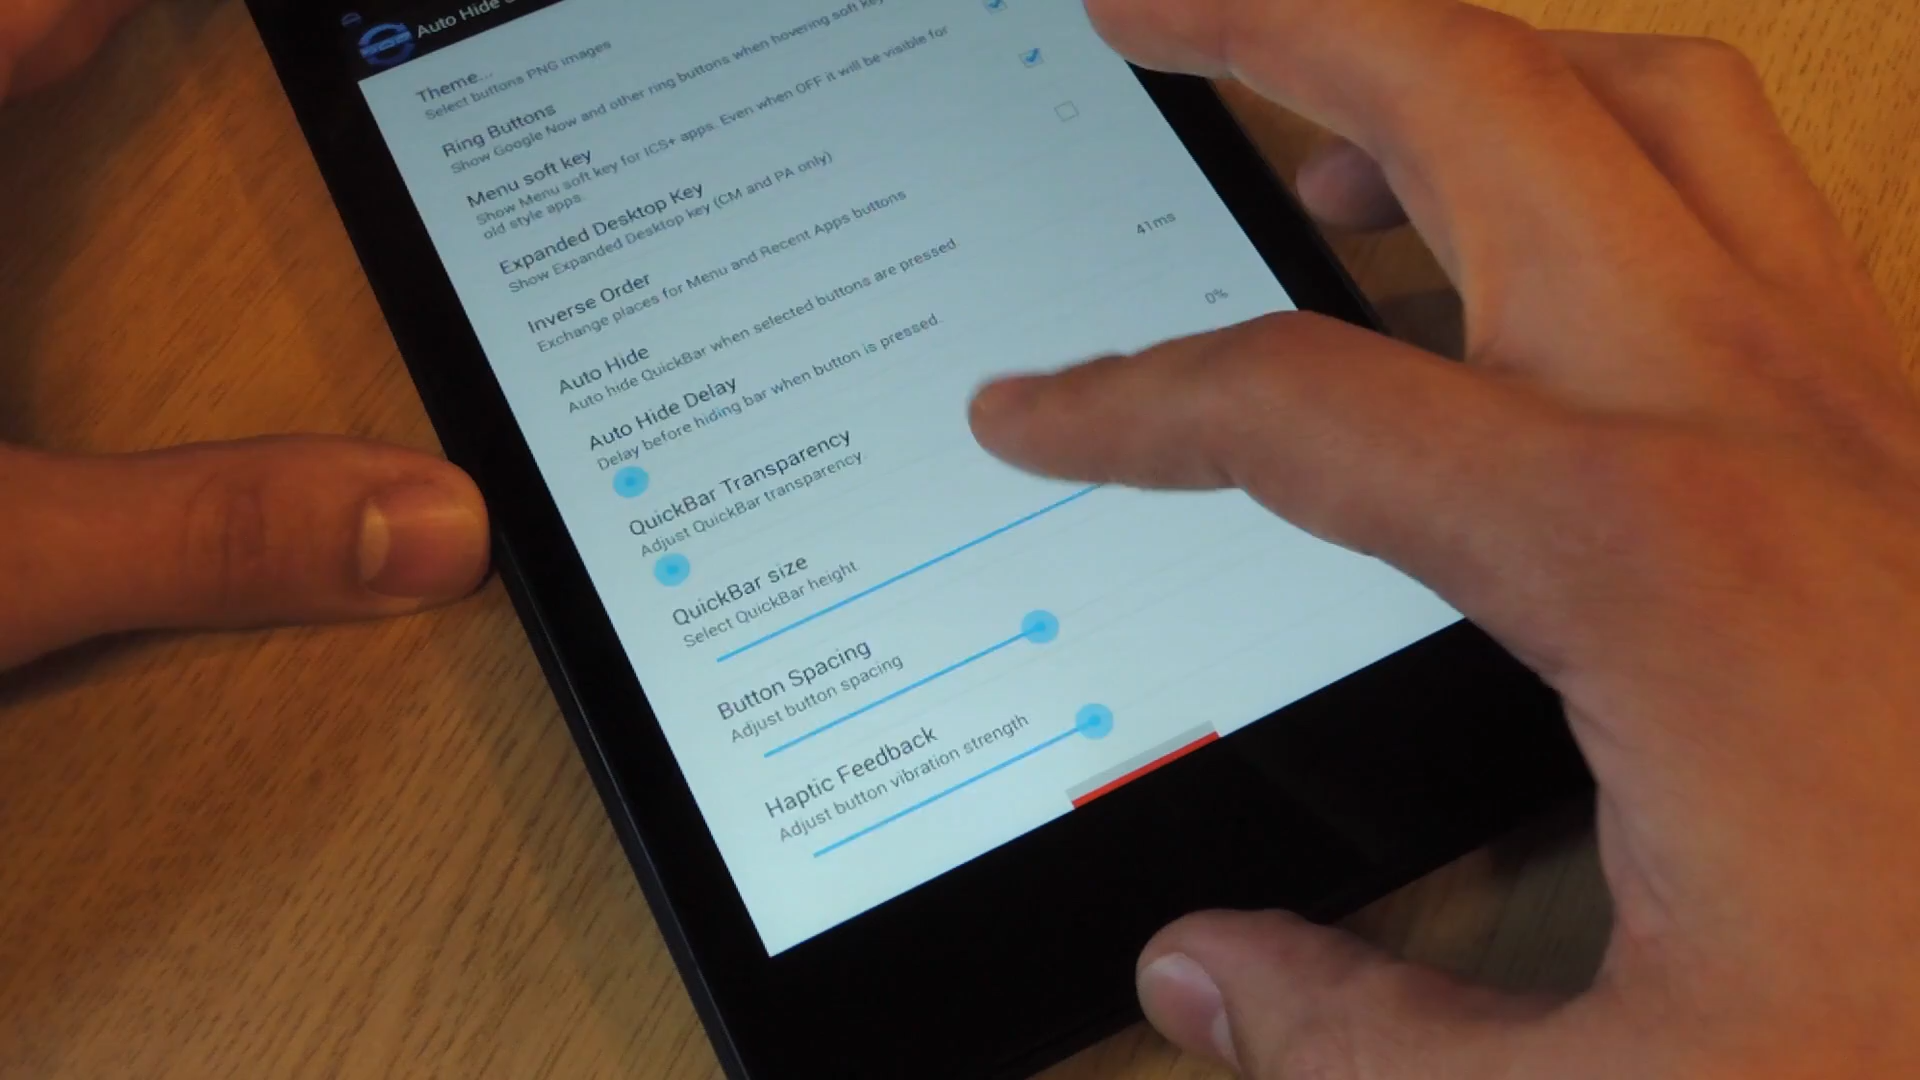 Auto Hide
Theme...
Select buttons PNG images
Ring Buttons
Show Google Now and other ring buttons when hovering soft key
Menu soft key
Show Menu soft key for ICS+ apps. Even when OFF it will be visible for
old style apps.
Expanded Desktop Key
Show Expanded Desktop key (CM and PA only)
Inverse Order
Exchange places for Menu and Recent Apps buttons
Auto Hide
Auto hide QuickBar when selected buttons are pressed.
Auto Hide Delay
41ms
Delay before hiding bar when button is pressed.
QuickBar Transparency
0%
Adjust QuickBar transparency.
QuickBar size
Select QuickBar height.
Button Spacing
Adjust button spacing
Haptic Feedback
Adjust button vibration strength